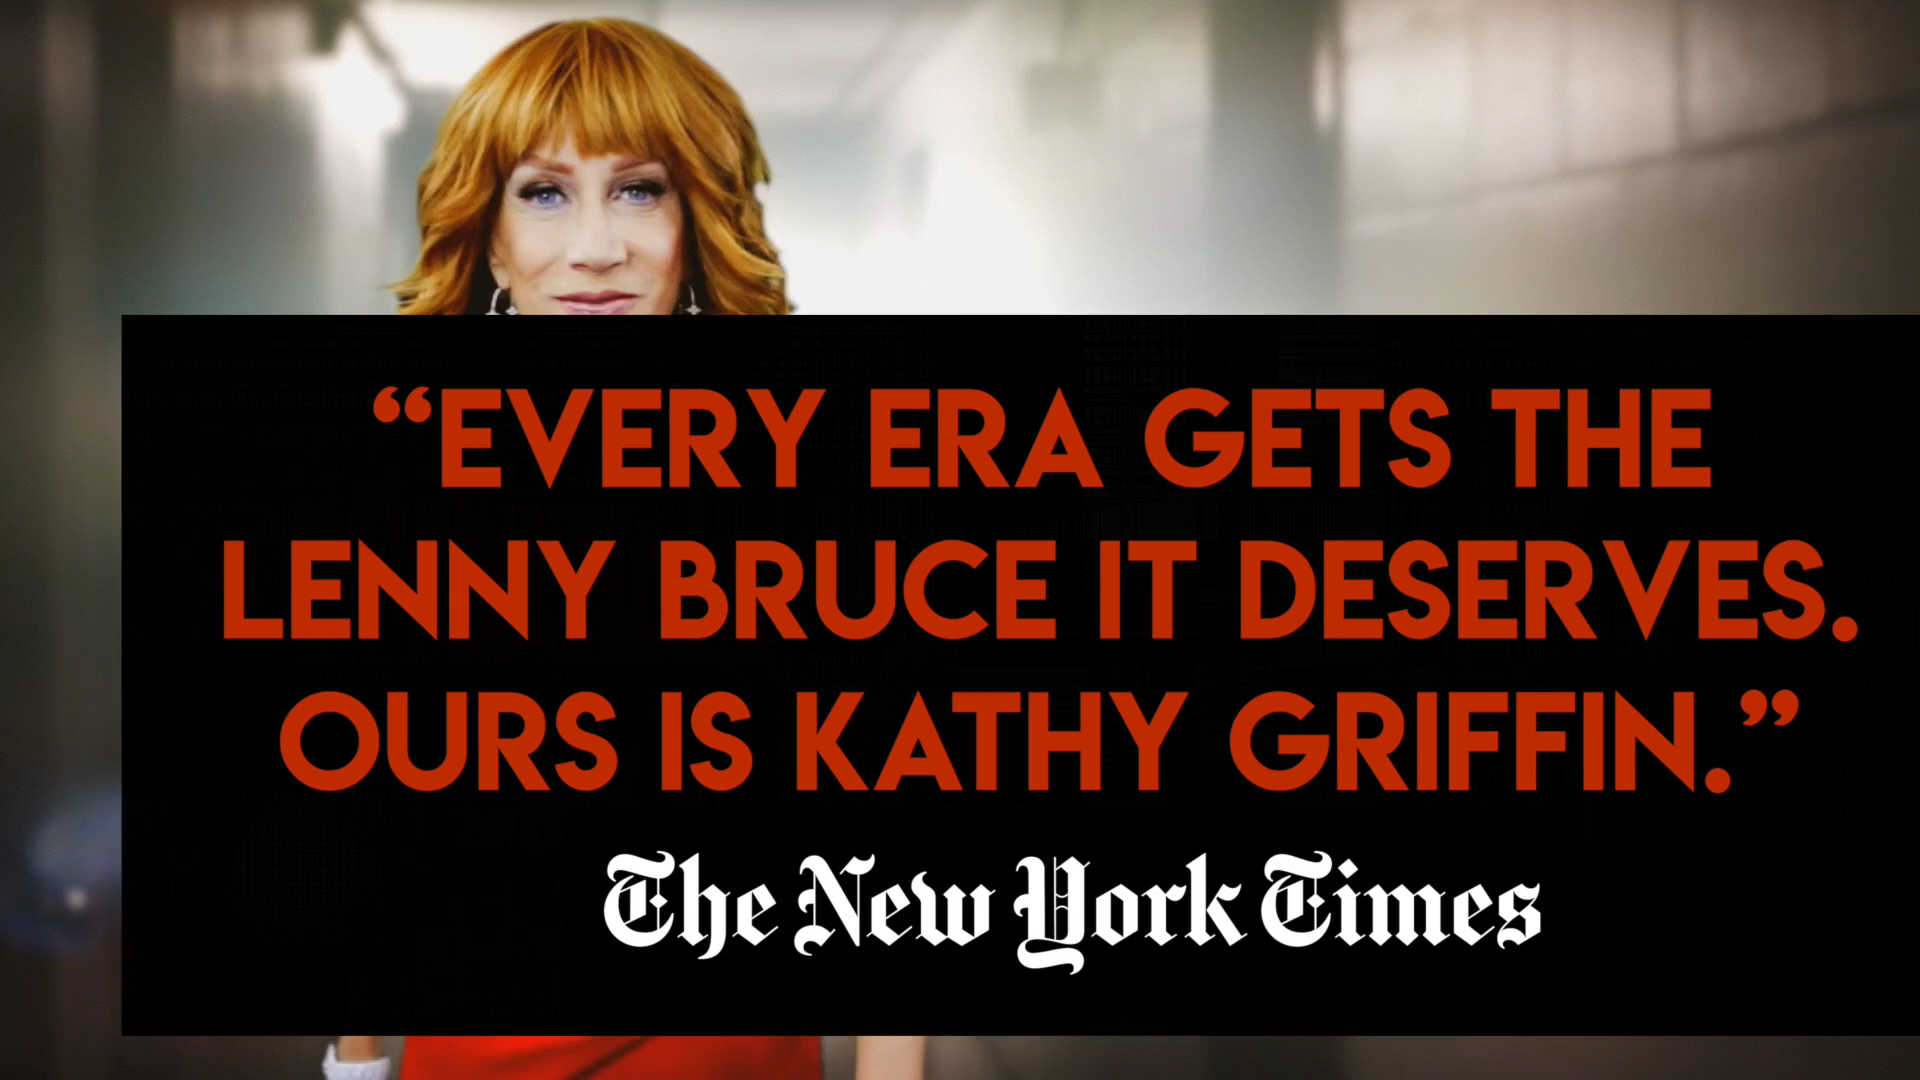 “EVERY ERA GETS THE
LENNY BRUCE IT DESERVES.
OURS IS KATHY GRIFFIN.”
The New York Times